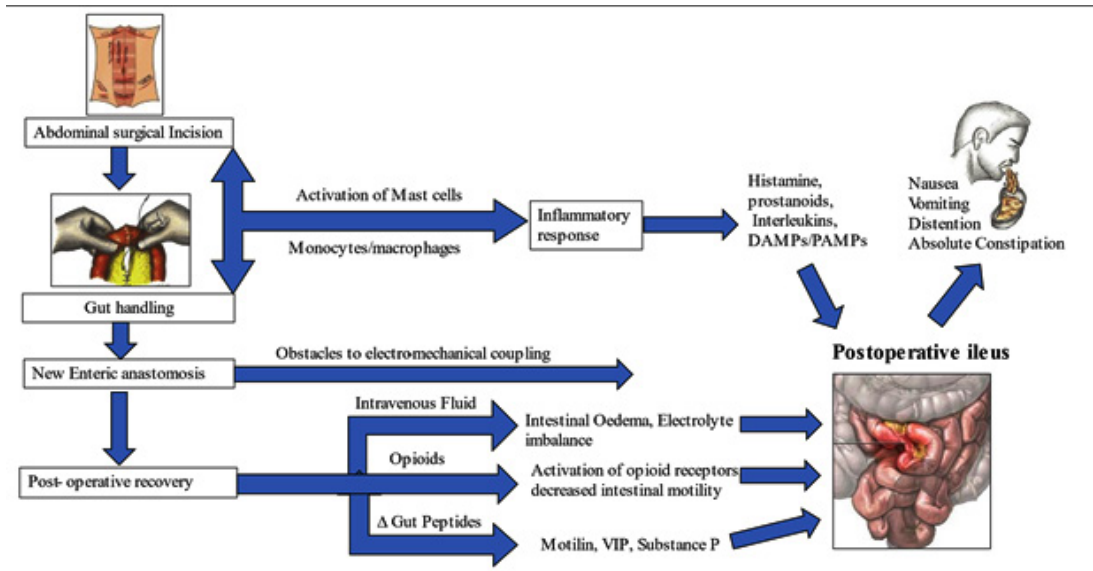 Abdominal surgical Incision
Activation of Mast cells
Monocytes/macrophages
Inflammatory
response
Histamine,
prostanoids,
Interleukins,
DAMPs/PAMPs
Nausea
Vomiting
Distention
Absolute Constipation
Gut handling
New Enteric anastomosis
Obstacles to electromechanical coupling
Postoperative ileus
Post- operative recovery
Intravenous Fluid
Intestinal Oedema, Electrolyte
imbalance
Opioids
Activation of opioid receptors
decreased intestinal motility
Δ Gut Peptides
Motilin, VIP, Substance P